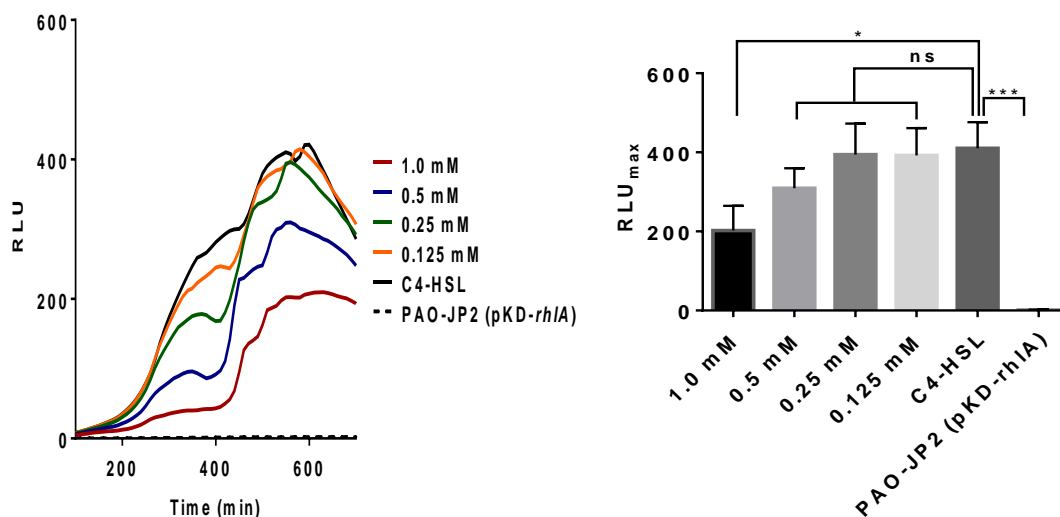 600
400
200
0
RLU
200
400
600
Time (min)
1.0 mM
0.5 mM
0.25 mM
0.125 mM
C4-HSL
PAO-JP2 (pKD-rhlA)
*
ns
***
600
400
200
0
RLUmax
1.0 mM
0.5 mM
0.25 mM
0.125 mM
C4-HSL
PAO-JP2 (pKD-rhlA)